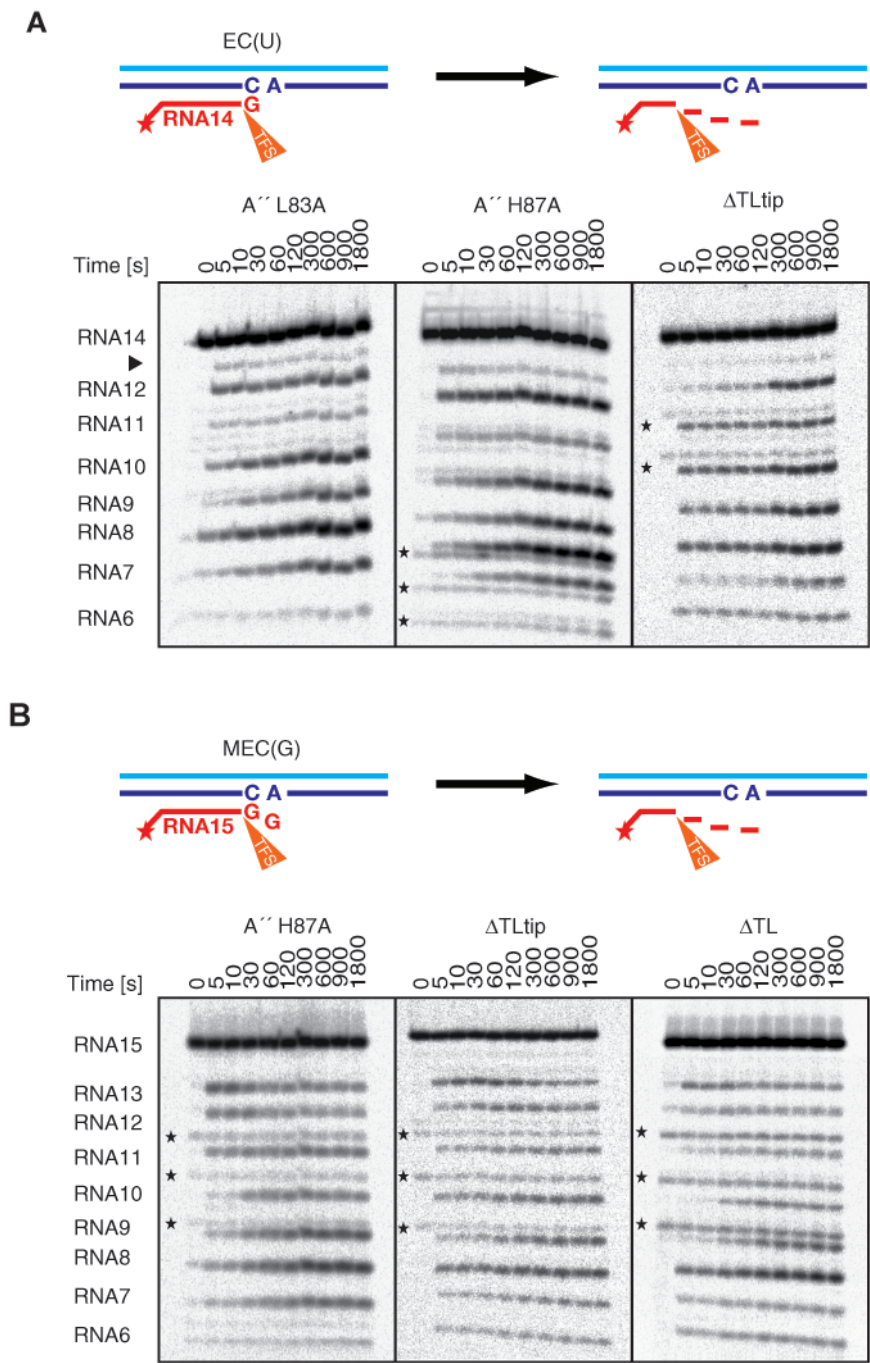 A
EC(U)
C A
G
RNA14
TFS
C A
TFS
A´´ L83A
A´´ H87A
ΔTLtip
Time [s]
0 5 10 30 60 120 300 600 900 1800
0 5 10 30 60 120 300 600 900 1800
0 5 10 30 60 120 300 600 900 1800
RNA14
RNA12
RNA11
RNA10
RNA9
RNA8
RNA7
RNA6
B
MEC(G)
C A
G G
RNA15
TFS
C A
TFS
A´´ H87A
ΔTLtip
ΔTL
Time [s]
0 5 10 30 60 120 300 600 900 1800
0 5 10 30 60 120 300 600 900 1800
0 5 10 30 60 120 300 600 900 1800
RNA15
RNA13
RNA12
RNA11
RNA10
RNA9
RNA8
RNA7
RNA6